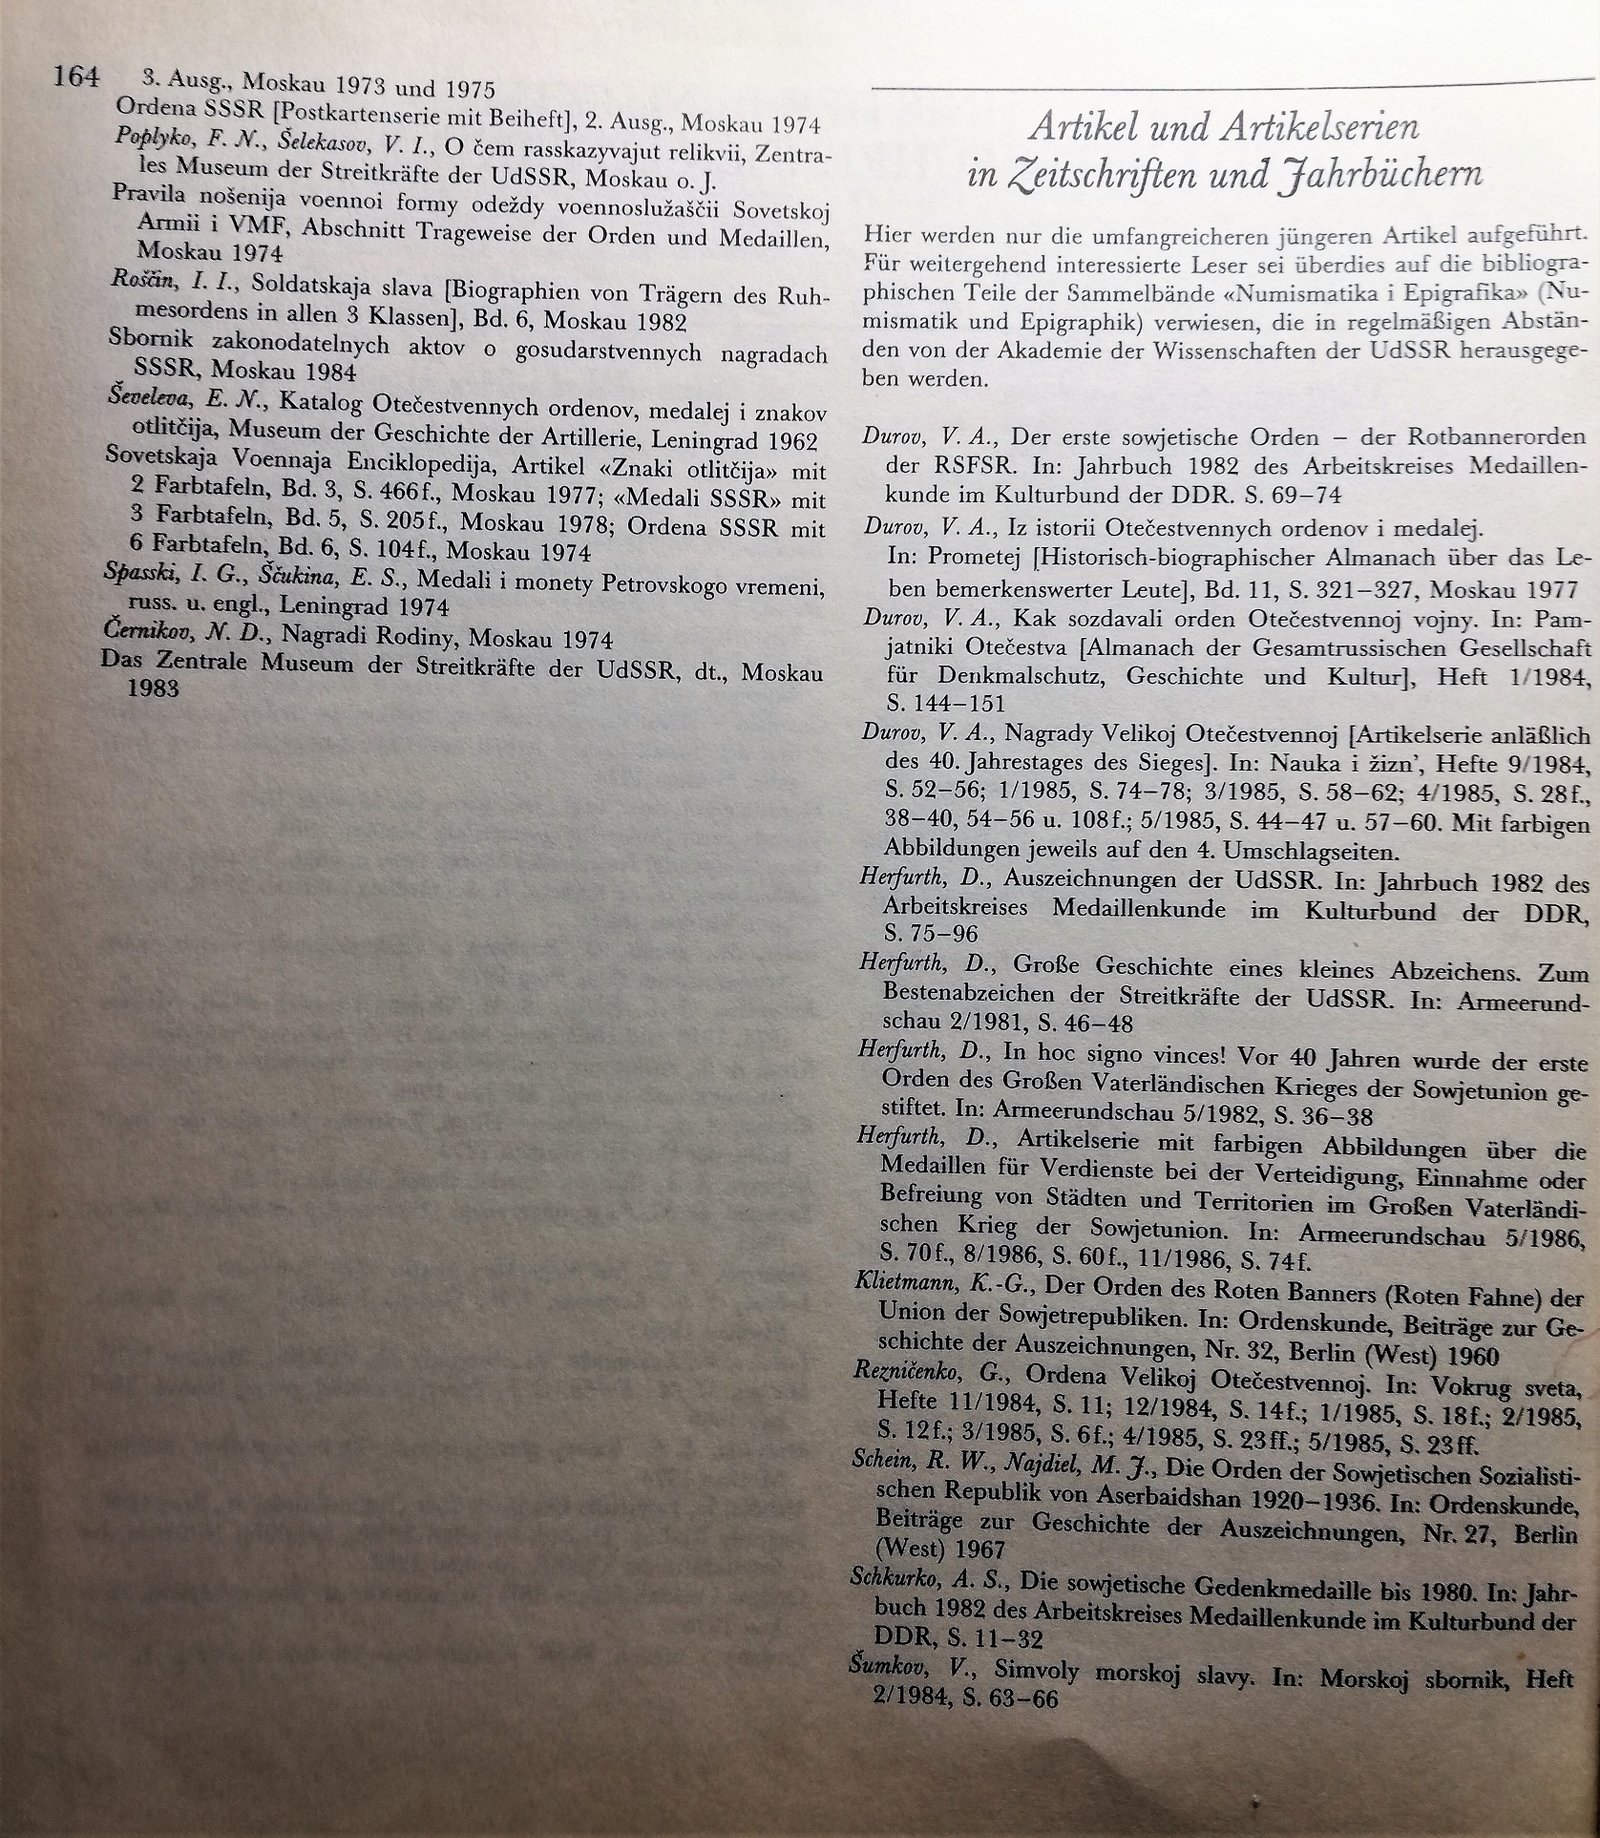 164
3. Ausg., Moskau 1973 und 1975
Ordena SSSR [Postkartenserie mit Beiheft], 2. Ausg., Moskau 1974
Poplyko, F. N., Šelekasov, V. I., O čem rasskazyvajut relikvii, Zentra-
les Museum der Streitkräfte der UdSSR, Moskau o. J.
Pravila nošenija voennoi formy odeždy voennoslužaščii Sovetskoj
Armii i VMF, Abschnitt Trageweise der Orden und Medaillen,
Moskau 1974
Roščin, I. I., Soldatskaja slava [Biographien von Trägern des Ruh-
mesordens in allen 3 Klassen], Bd. 6, Moskau 1982
Sbornik zakonodatelnych aktov o gosudarstvennych nagradach
SSSR, Moskau 1984
Ševeleva, E. N., Katalog Otečestvennych ordenov, medalej i znakov
otlitčija, Museum der Geschichte der Artillerie, Leningrad 1962
Sovetskaja Voennaja Enciklopedija, Artikel «Znaki otlitčija» mit
2 Farbtafeln, Bd. 3, S. 466f., Moskau 1977; «Medali SSSR» mit
3 Farbtafeln, Bd. 5, S. 205f., Moskau 1978; Ordena SSSR mit
6 Farbtafeln, Bd. 6, S. 104f., Moskau 1974
Spasski, I. G., Ščukina, E. S., Medali i monety Petrovskogo vremeni,
russ. u. engl., Leningrad 1974
Černikov, N. D., Nagradi Rodiny, Moskau 1974
Das Zentrale Museum der Streitkräfte der UdSSR, dt., Moskau
1983
Artikel und Artikelserien
in Zeitschriften und Jahrbüchern
Hier werden nur die umfangreicheren jüngeren Artikel aufgeführt.
Für weitergehend interessierte Leser sei überdies auf die bibliogra-
phischen Teile der Sammelbände «Numismatika i Epigrafika» (Nu-
mismatik und Epigraphik) verwiesen, die in regelmäßigen Abstän-
den von der Akademie der Wissenschaften der UdSSR herausgege-
ben werden.
Durov, V. A., Der erste sowjetische Orden – der Rotbannerorden
der RSFSR. In: Jahrbuch 1982 des Arbeitskreises Medaillen-
kunde im Kulturbund der DDR. S. 69–74
Durov, V. A., Iz istorii Otečestvennych ordenov i medalej.
In: Prometej [Historisch-biographischer Almanach über das Le-
ben bemerkenswerter Leute], Bd. 11, S. 321–327, Moskau 1977
Durov, V. A., Kak sozdavali orden Otečestvennoj vojny. In: Pam-
jatniki Otečestva [Almanach der Gesamtrussischen Gesellschaft
für Denkmalschutz, Geschichte und Kultur], Heft 1/1984,
S. 144–151
Durov, V. A., Nagrady Velikoj Otečestvennoj [Artikelserie anläßlich
des 40. Jahrestages des Sieges]. In: Nauka i žizn’, Hefte 9/1984,
S. 52–56; 1/1985, S. 74–78; 3/1985, S. 58–62; 4/1985, S. 28f.,
38–40, 54–56 u. 108f.; 5/1985, S. 44–47 u. 57–60. Mit farbigen
Abbildungen jeweils auf den 4. Umschlagseiten.
Herfurth, D., Auszeichnungen der UdSSR. In: Jahrbuch 1982 des
Arbeitskreises Medaillenkunde im Kulturbund der DDR,
S. 75–96
Herfurth, D., Große Geschichte eines kleines Abzeichens. Zum
Bestenabzeichen der Streitkräfte der UdSSR. In: Armeerund-
schau 2/1981, S. 46–48
Herfurth, D., In hoc signo vinces! Vor 40 Jahren wurde der erste
Orden des Großen Vaterländischen Krieges der Sowjetunion ge-
stiftet. In: Armeerundschau 5/1982, S. 36–38
Herfurth, D., Artikelserie mit farbigen Abbildungen über die
Medaillen für Verdienste bei der Verteidigung, Einnahme oder
Befreiung von Städten und Territorien im Großen Vaterländi-
schen Krieg der Sowjetunion. In: Armeerundschau 5/1986,
S. 70f., 8/1986, S. 60f., 11/1986, S. 74f.
Klietmann, K.-G., Der Orden des Roten Banners (Roten Fahne) der
Union der Sowjetrepubliken. In: Ordenskunde, Beiträge zur Ge-
schichte der Auszeichnungen, Nr. 32, Berlin (West) 1960
Rezničenko, G., Ordena Velikoj Otečestvennoj. In: Vokrug sveta,
Hefte 11/1984, S. 11; 12/1984, S. 14f.; 1/1985, S. 18f.; 2/1985,
S. 12f.; 3/1985, S. 6f.; 4/1985, S. 23ff.; 5/1985, S. 23ff.
Schein, R. W., Najdiel, M. J., Die Orden der Sowjetischen Sozialisti-
schen Republik von Aserbaidshan 1920–1936. In: Ordenskunde,
Beiträge zur Geschichte der Auszeichnungen, Nr. 27, Berlin
(West) 1967
Schkurko, A. S., Die sowjetische Gedenkmedaille bis 1980. In: Jahr-
buch 1982 des Arbeitskreises Medaillenkunde im Kulturbund der
DDR, S. 11–32
Šumkov, V., Simvoly morskoj slavy. In: Morskoj sbornik, Heft
2/1984, S. 63–66